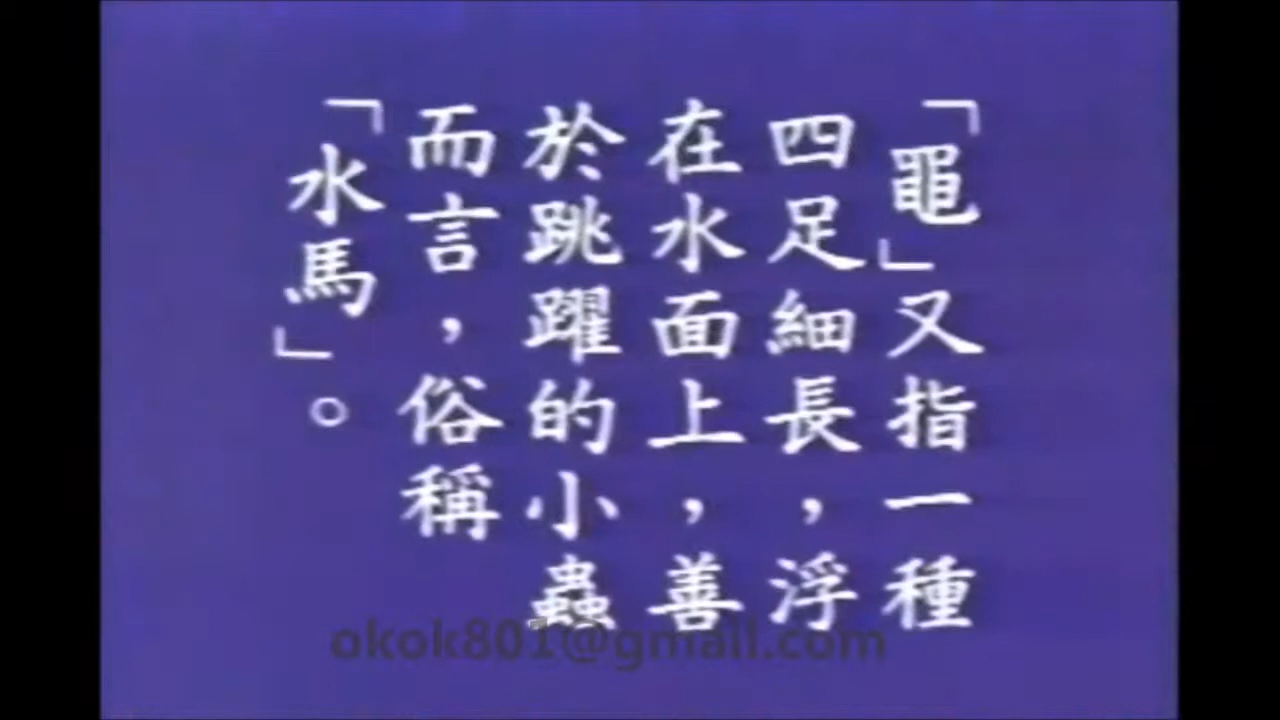 「黽」又指一種
四足細長，浮
在水面上，善
於跳躍的小蟲
而言，俗稱
「水馬」。
okok801@gmail.com